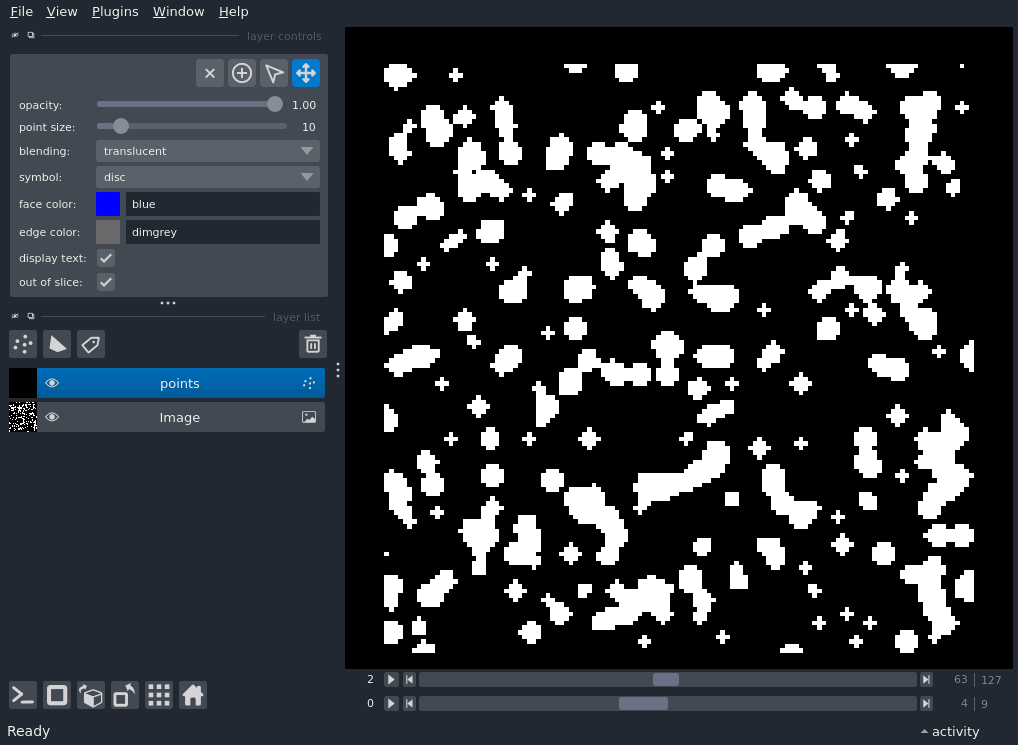 File View Plugins Window Help
layer controls
opacity: 1.00
point size: 10
blending: translucent
symbol: disc
face color: blue
edge color: dimgrey
display text:
out of slice:
layer list
points
Image
2 63 127
0 4 9
Ready activity